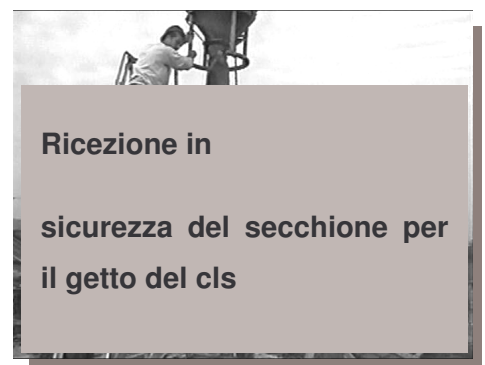 Ricezione in
sicurezza del secchione per
il getto del cls